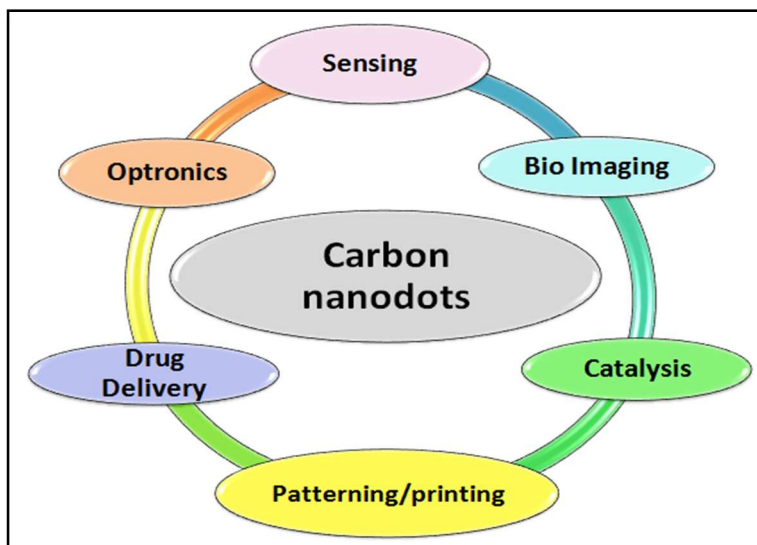 Sensing
Optronics
Bio Imaging
Carbon
nanodots
Drug
Delivery
Catalysis
Patterning/printing